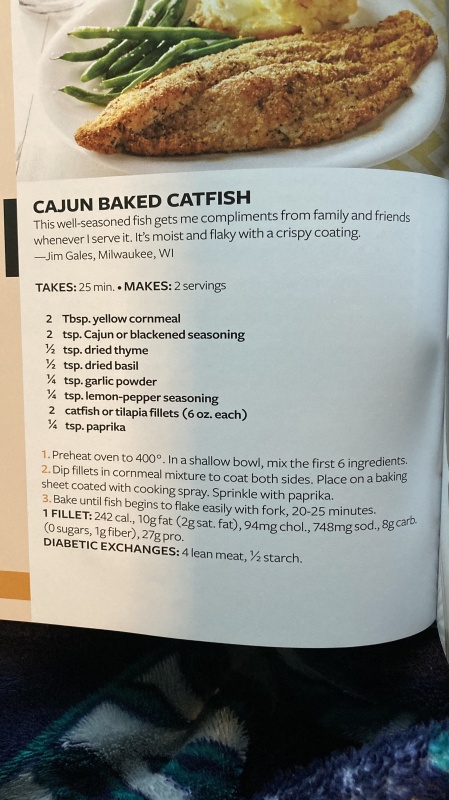 CAJUN BAKED CATFISH
This well-seasoned fish gets me compliments from family and friends
whenever I serve it. It's moist and flaky with a crispy coating.
—Jim Gales, Milwaukee, WI
TAKES: 25 min. • MAKES: 2 servings
2 Tbsp. yellow cornmeal
2 tsp. Cajun or blackened seasoning
½ tsp. dried thyme
½ tsp. dried basil
¼ tsp. garlic powder
¼ tsp. lemon-pepper seasoning
2 catfish or tilapia fillets (6 oz. each)
¼ tsp. paprika
1. Preheat oven to 400°. In a shallow bowl, mix the first 6 ingredients.
2. Dip fillets in cornmeal mixture to coat both sides. Place on a baking
sheet coated with cooking spray. Sprinkle with paprika.
3. Bake until fish begins to flake easily with fork, 20-25 minutes.
1 FILLET: 242 cal., 10g fat (2g sat. fat), 94mg chol., 748mg sod., 8g carb.
(0 sugars, 1g fiber), 27g pro.
DIABETIC EXCHANGES: 4 lean meat, ½ starch.